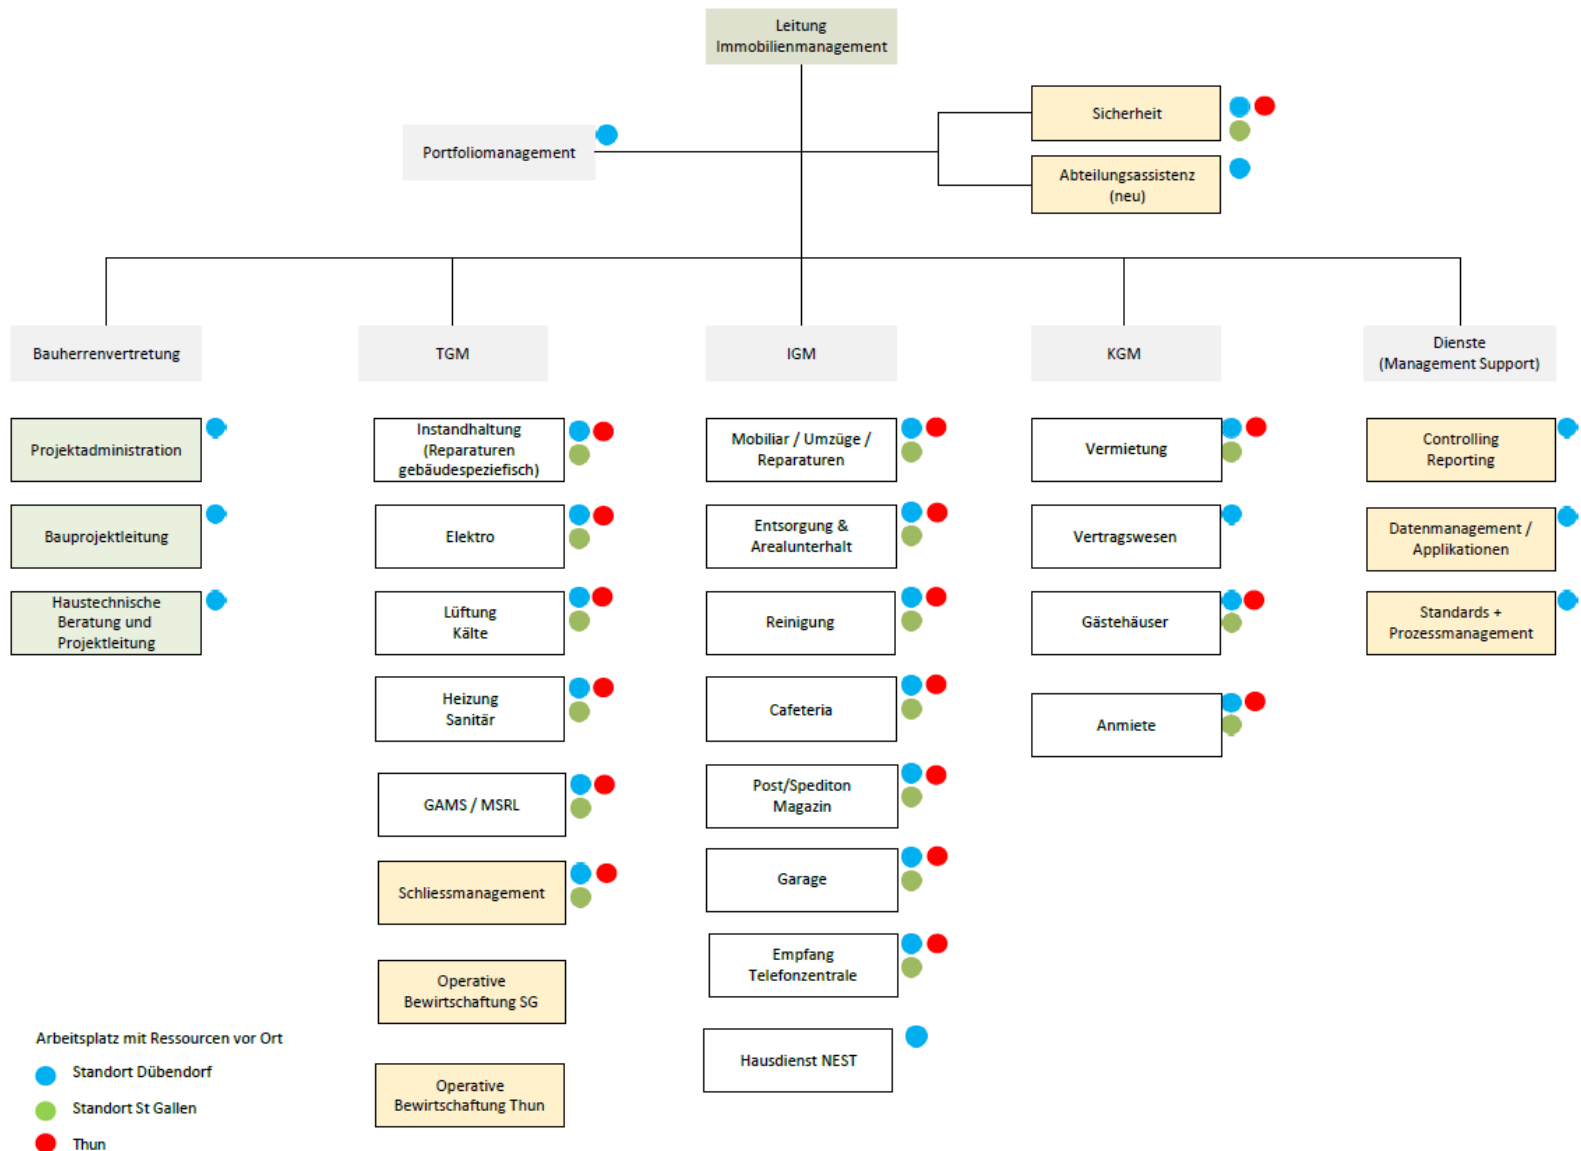 Leitung
Immobilienmanagement
Sicherheit
Portfoliomanagement
Abteilungsassistenz
(neu)
Bauherrenvertretung
TGM
IGM
KGM
Dienste
(Management Support)
Projektadministration
Bauprojektleitung
Haustechnische
Beratung und
Projektleitung
Instandhaltung
(Reparaturen
gebäudespeziefisch)
Elektro
Lüftung
Kälte
Heizung
Sanitär
GAMS / MSRL
Schliessmanagement
Operative
Bewirtschaftung SG
Operative
Bewirtschaftung Thun
Mobiliar / Umzüge /
Reparaturen
Entsorgung &
Arealunterhalt
Reinigung
Cafeteria
Post/Spediton
Magazin
Garage
Empfang
Telefonzentrale
Hausdienst NEST
Vermietung
Vertragswesen
Gästehäuser
Anmiete
Controlling
Reporting
Datenmanagement /
Applikationen
Standards +
Prozessmanagement
Arbeitsplatz mit Ressourcen vor Ort
Standort Dübendorf
Standort St Gallen
Thun